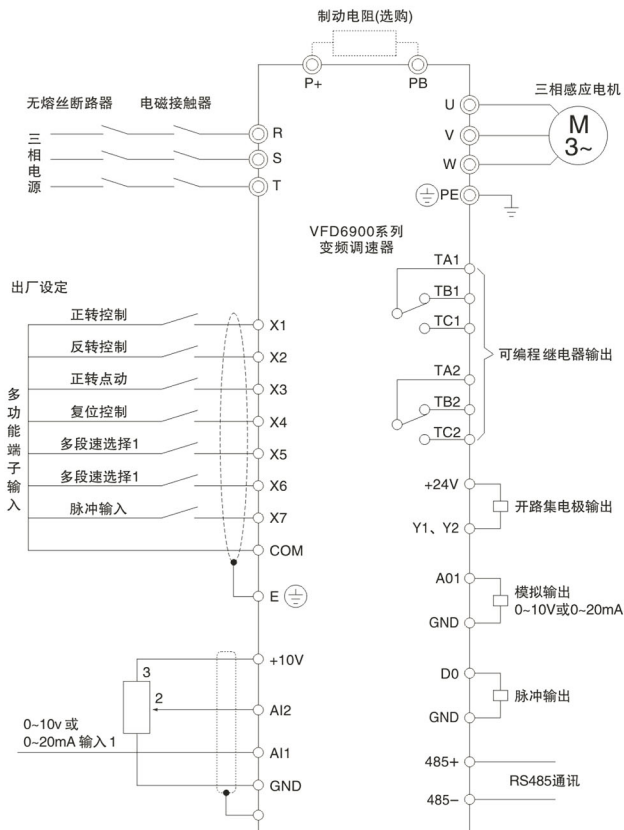 制动电阻(选购)
P+
PB
无熔丝断路器
电磁接触器
三相电源
R
S
T
U
V
W
PE
三相感应电机
M
3~
VFD6900系列
变频调速器
出厂设定
多功能端子输入
正转控制
X1
反转控制
X2
正转点动
X3
复位控制
X4
多段速选择1
X5
多段速选择1
X6
脉冲输入
X7
COM
E
TA1
TB1
TC1
TA2
TB2
TC2
可编程继电器输出
+24V
Y1、Y2
开路集电极输出
A01
GND
模拟输出
0~10V或0~20mA
D0
GND
脉冲输出
485+
485−
RS485通讯
+10V
3
2
AI2
0~10v 或
0~20mA 输入 1
AI1
GND